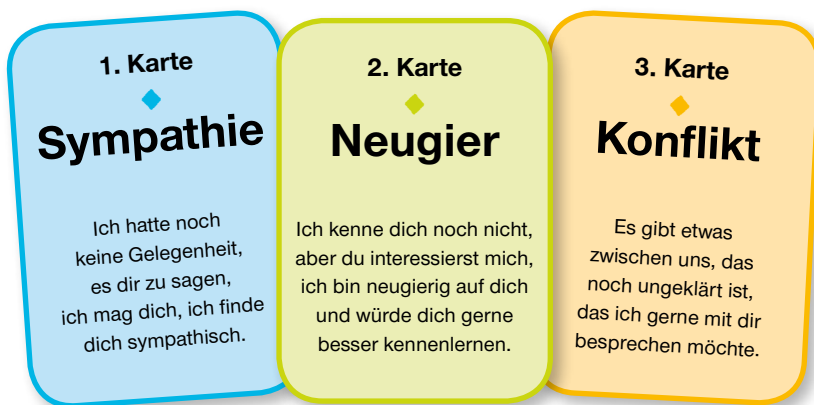 1. Karte
Sympathie
Ich hatte noch
keine Gelegenheit,
es dir zu sagen,
ich mag dich, ich finde
dich sympathisch.
2. Karte
Neugier
Ich kenne dich noch nicht,
aber du interessierst mich,
ich bin neugierig auf dich
und würde dich gerne
besser kennenlernen.
3. Karte
Konflikt
Es gibt etwas
zwischen uns, das
noch ungeklärt ist,
das ich gerne mit dir
besprechen möchte.